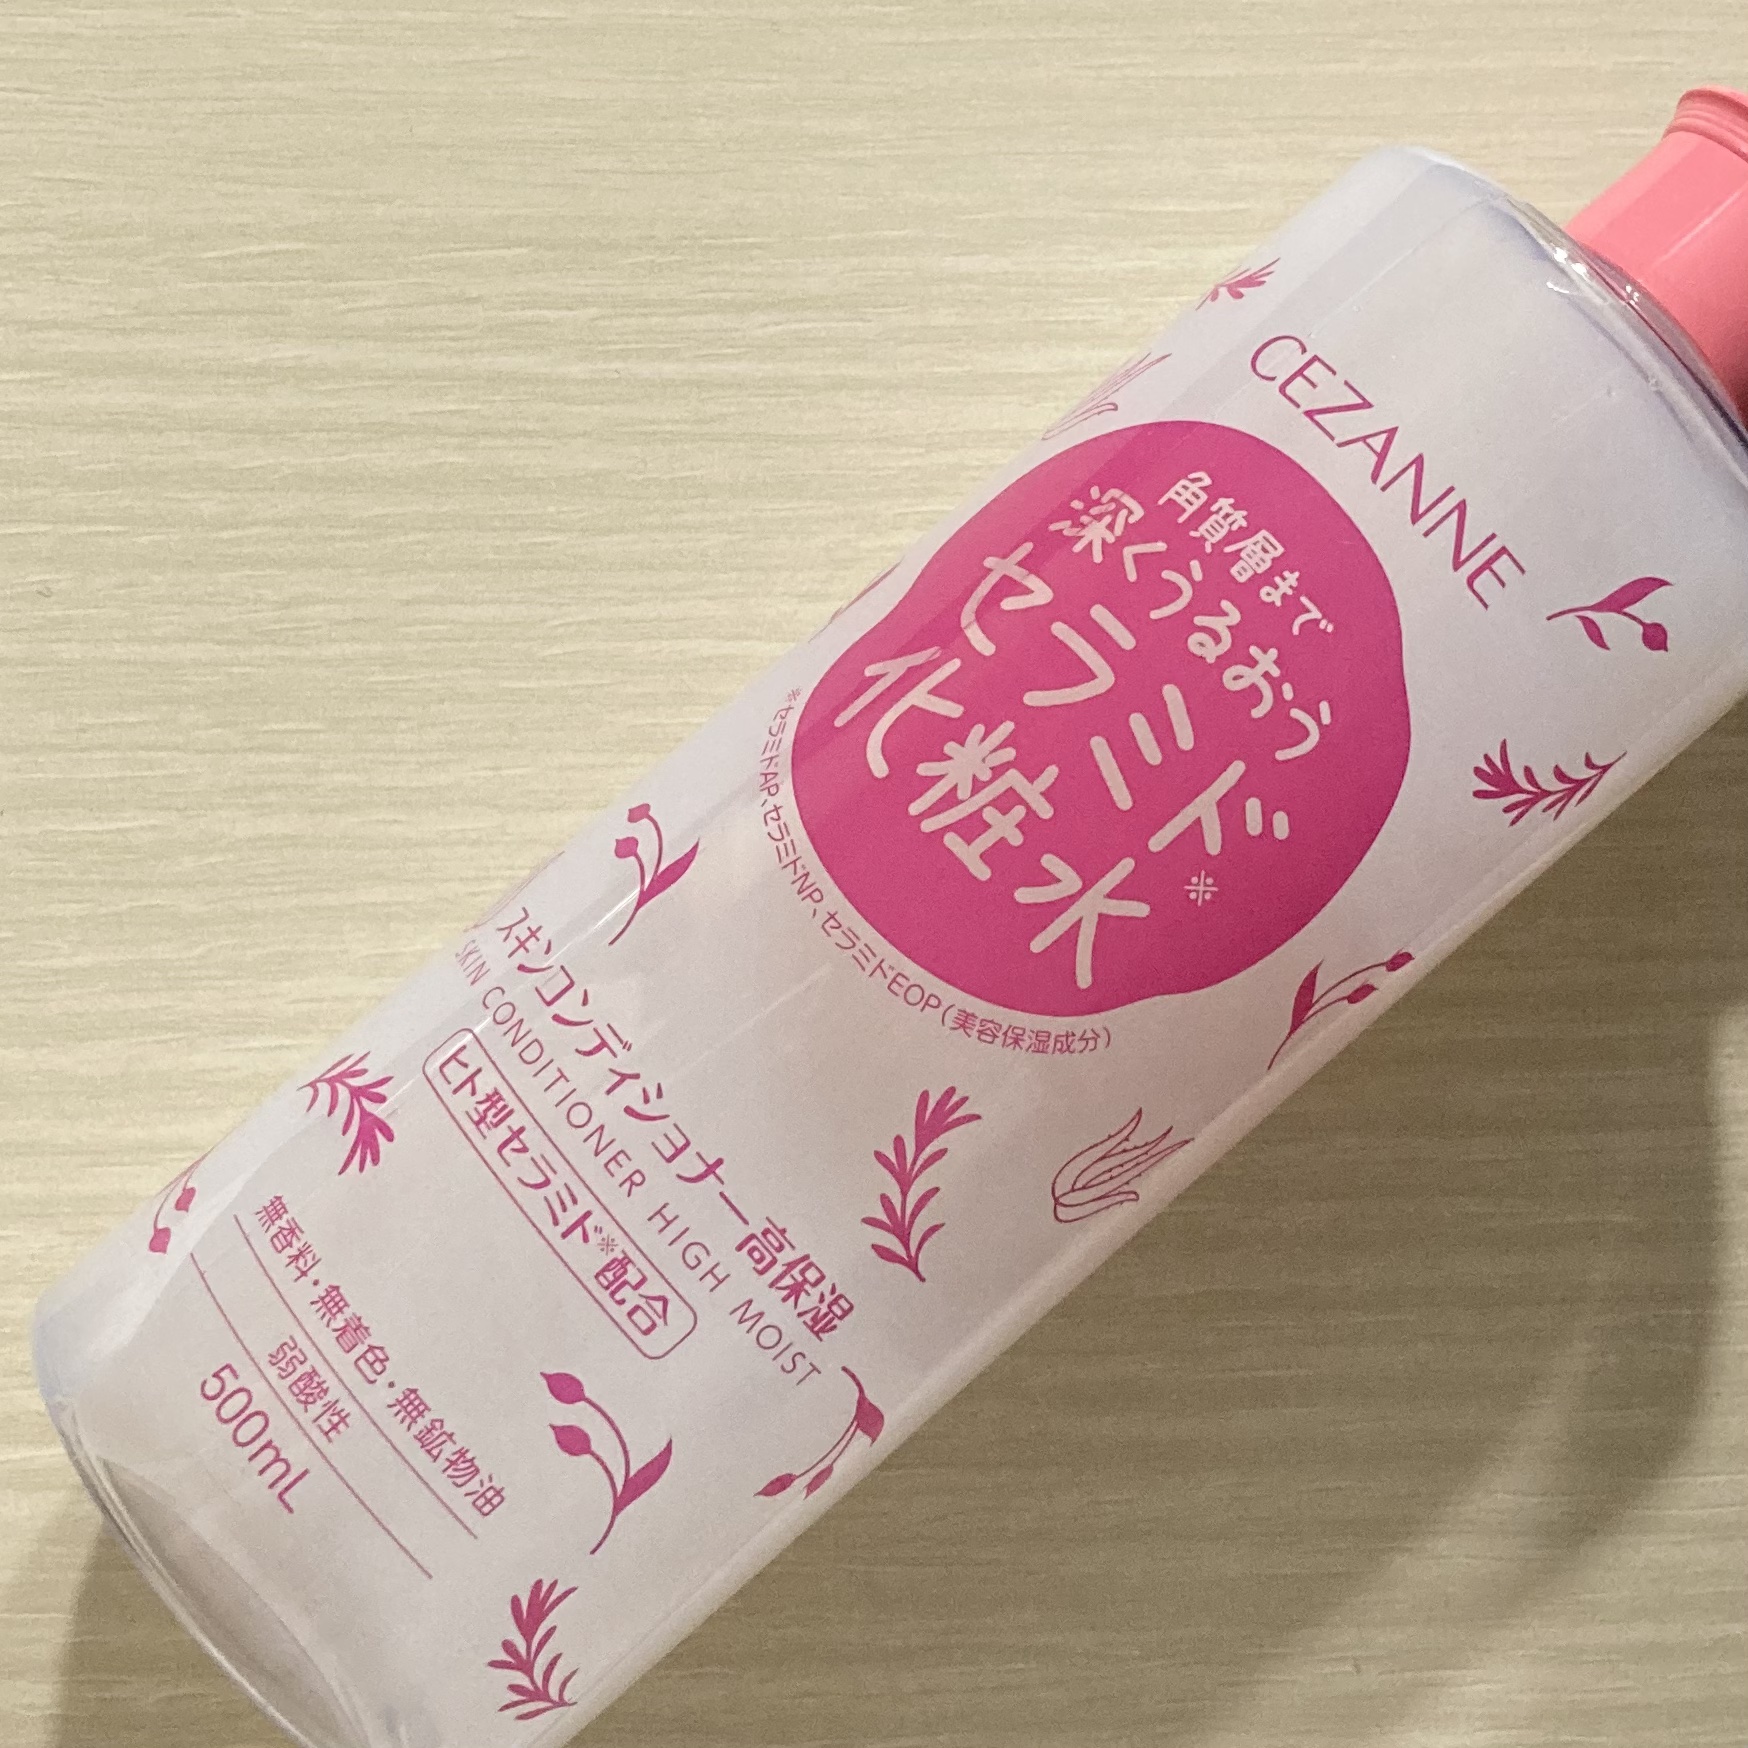 CEZANNE
角質層まで
深くうるおう
セラミド※
化粧水
※セラミドAP、セラミドNP、セラミドEOP(美容保湿成分)
スキンコンディショナー高保湿
SKIN CONDITIONER HIGH MOIST
ヒト型セラミド※配合
無香料・無着色・無鉱物油
弱酸性
500mL